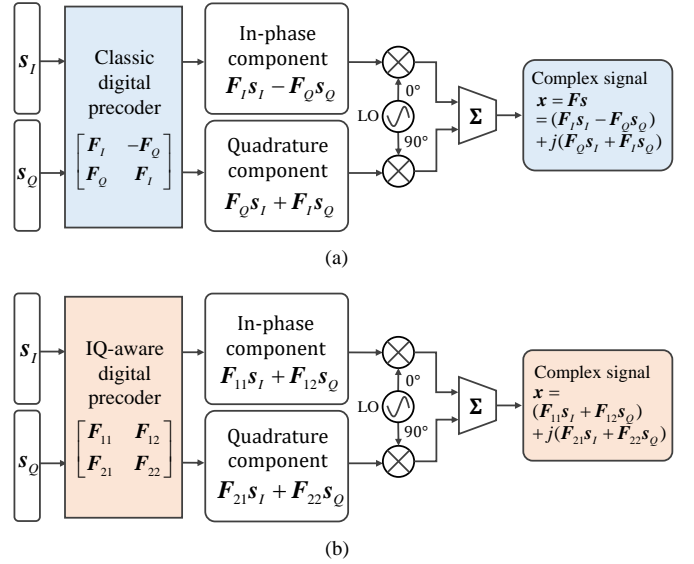 s_I
s_Q
Classic
digital
precoder
[F_I -F_Q
F_Q F_I]
In-phase
component
F_I s_I − F_Q s_Q
Quadrature
component
F_Q s_I + F_I s_Q
LO
0°
90°
Σ
Complex signal
x = Fs
= (F_I s_I − F_Q s_Q)
+ j(F_Q s_I + F_I s_Q)
(a)
s_I
s_Q
IQ-aware
digital
precoder
[F_11 F_12
F_21 F_22]
In-phase
component
F_11 s_I + F_12 s_Q
Quadrature
component
F_21 s_I + F_22 s_Q
LO
0°
90°
Σ
Complex signal
x =
(F_11 s_I + F_12 s_Q)
+ j(F_21 s_I + F_22 s_Q)
(b)